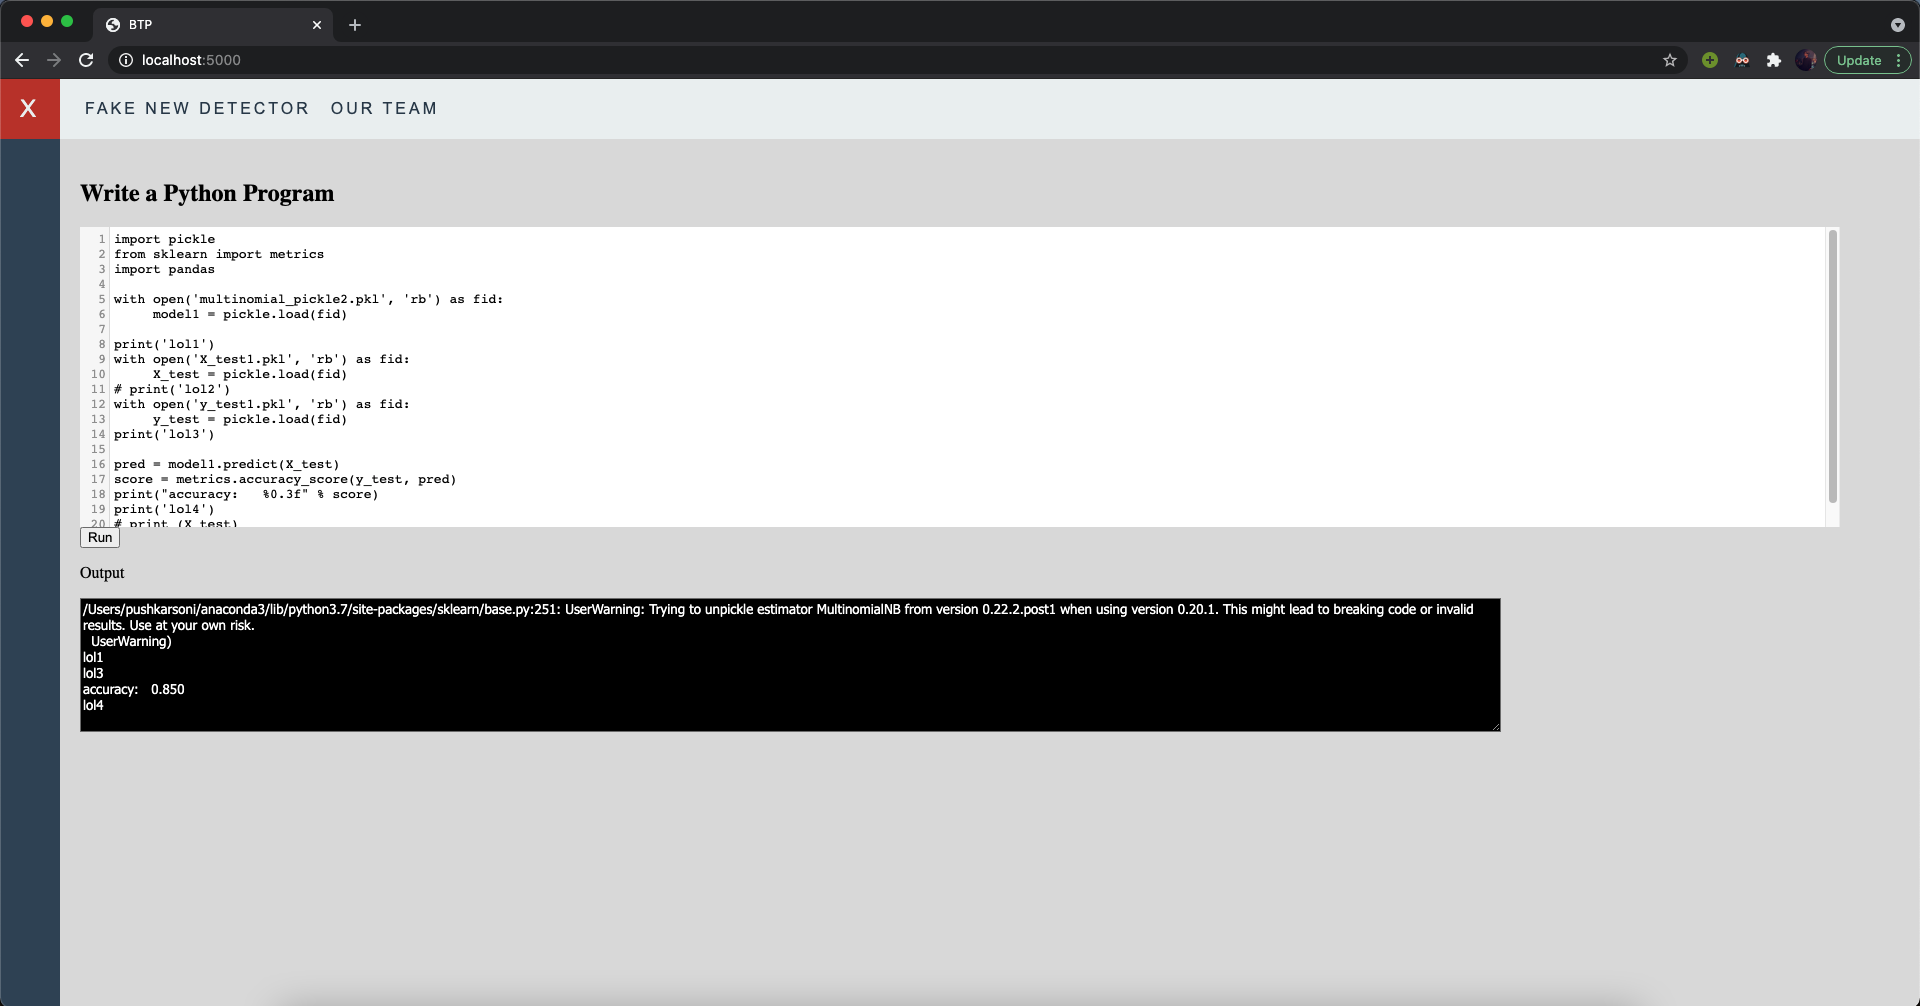 BTP
localhost:5000
Update
X
FAKE NEW DETECTOR OUR TEAM
Write a Python Program
1 import pickle
2 from sklearn import metrics
3 import pandas
4
5 with open('multinomial_pickle2.pkl', 'rb') as fid:
6      model1 = pickle.load(fid)
7
8 print('lol1')
9 with open('X_test1.pkl', 'rb') as fid:
10      X_test = pickle.load(fid)
11 # print('lol2')
12 with open('y_test1.pkl', 'rb') as fid:
13      y_test = pickle.load(fid)
14 print('lol3')
15
16 pred = model1.predict(X_test)
17 score = metrics.accuracy_score(y_test, pred)
18 print("accuracy:   %0.3f" % score)
19 print('lol4')
20 # print (X_test)
Run
Output
/Users/pushkarsoni/anaconda3/lib/python3.7/site-packages/sklearn/base.py:251: UserWarning: Trying to unpickle estimator MultinomialNB from version 0.22.2.post1 when using version 0.20.1. This might lead to breaking code or invalid
results. Use at your own risk.
  UserWarning)
lol1
lol3
accuracy:   0.850
lol4